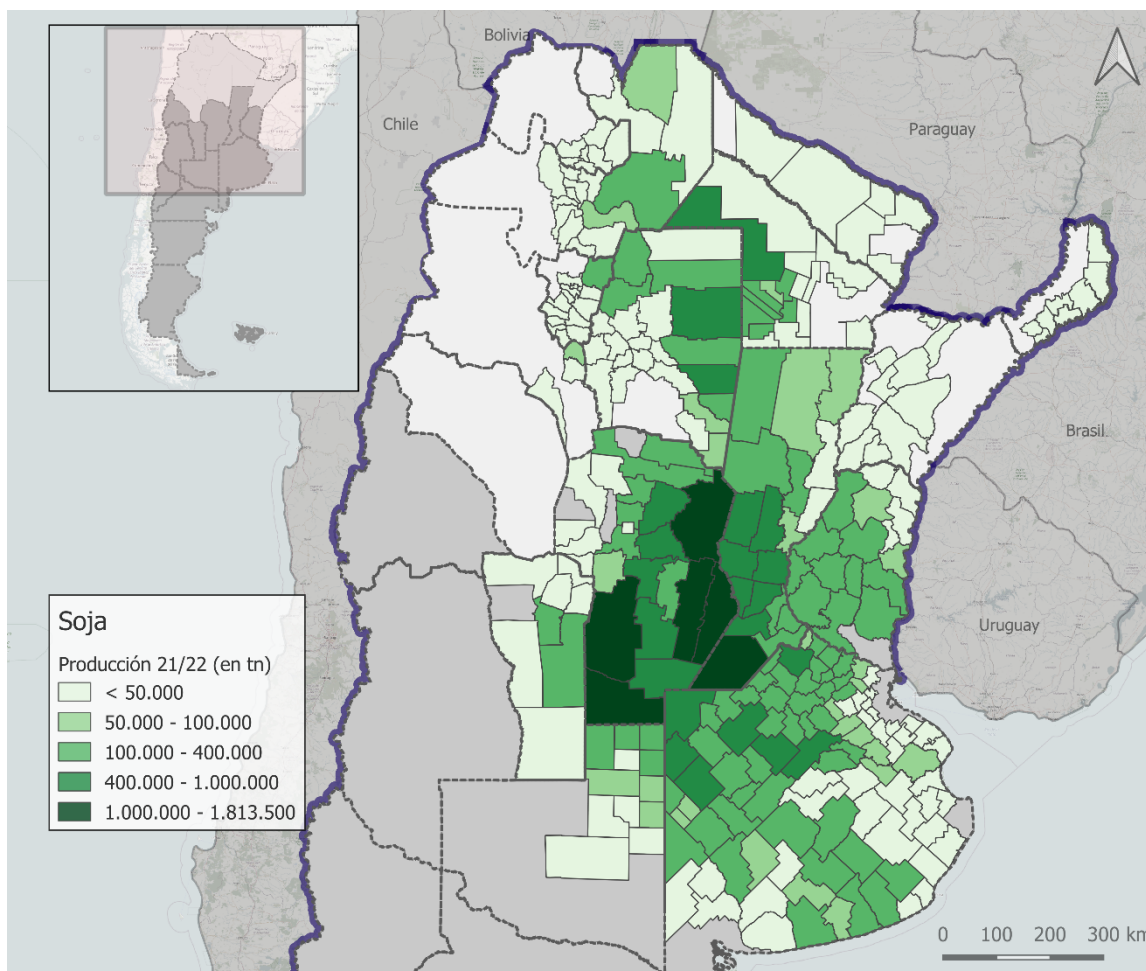 Bolivia
Chile
Paraguay
Brasil
Uruguay
Soja
Producción 21/22 (en tn)
< 50.000
50.000 - 100.000
100.000 - 400.000
400.000 - 1.000.000
1.000.000 - 1.813.500
0 100 200 300 km